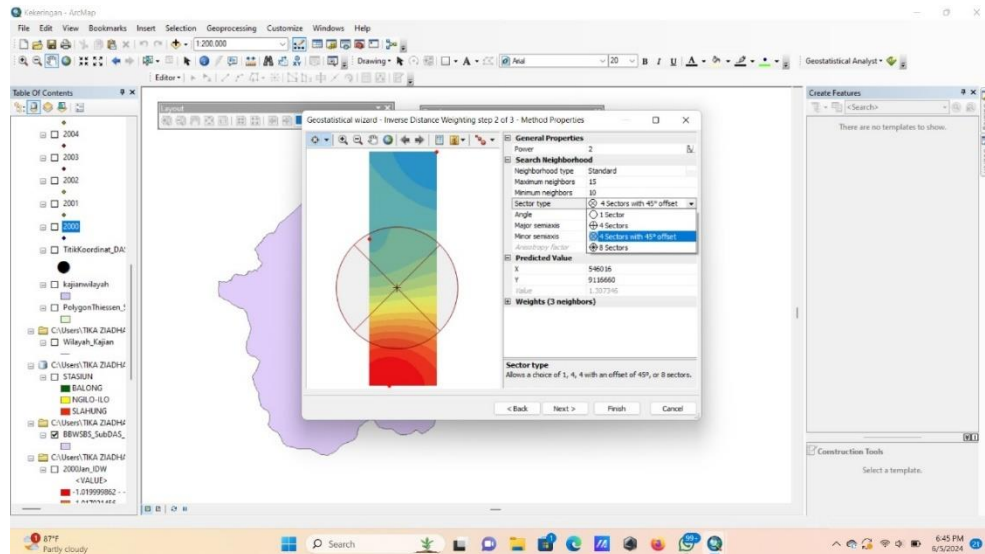 Kekeringan - ArcMap
File Edit View Bookmarks Insert Selection Geoprocessing Customize Windows Help
1:200,000
Drawing
Arial
20
B I U
Geostatistical Analyst
Editor
Table Of Contents
Create Features
<Search>
There are no templates to show.
Layout
2004
2003
2002
2001
2000
TitikKoordinat_DA
kajianwilayah
PolygonThiessen_
C:\Users\TIKA ZIADHA
Wilayah_Kajian
C:\Users\TIKA ZIADHA
STASIUN
BALONG
NGILO-ILO
SLAHUNG
C:\Users\TIKA ZIADHA
BBWSBS_SubDAS_
C:\Users\TIKA ZIADHA
2000Jan_IDW
<VALUE>
-1.019999862 -
Geostatistical wizard - Inverse Distance Weighting step 2 of 3 - Method Properties
General Properties
Power 2
Search Neighborhood
Neighborhood type Standard
Maximum neighbors 15
Minimum neighbors 10
Sector type 4 Sectors with 45º offset
Angle 1 Sector
Major semiaxis 4 Sectors
Minor semiaxis 4 Sectors with 45º offset
Anisotropy factor 8 Sectors
Predicted Value
X 546016
Y 9116660
Value 1.307346
Weights (3 neighbors)
Sector type
Allows a choice of 1, 4, 4 with an offset of 45º, or 8 sectors.
< Back Next > Finish Cancel
Construction Tools
Select a template.
1
87°F
Partly cloudy
Search
99+
6:45 PM
6/5/2024